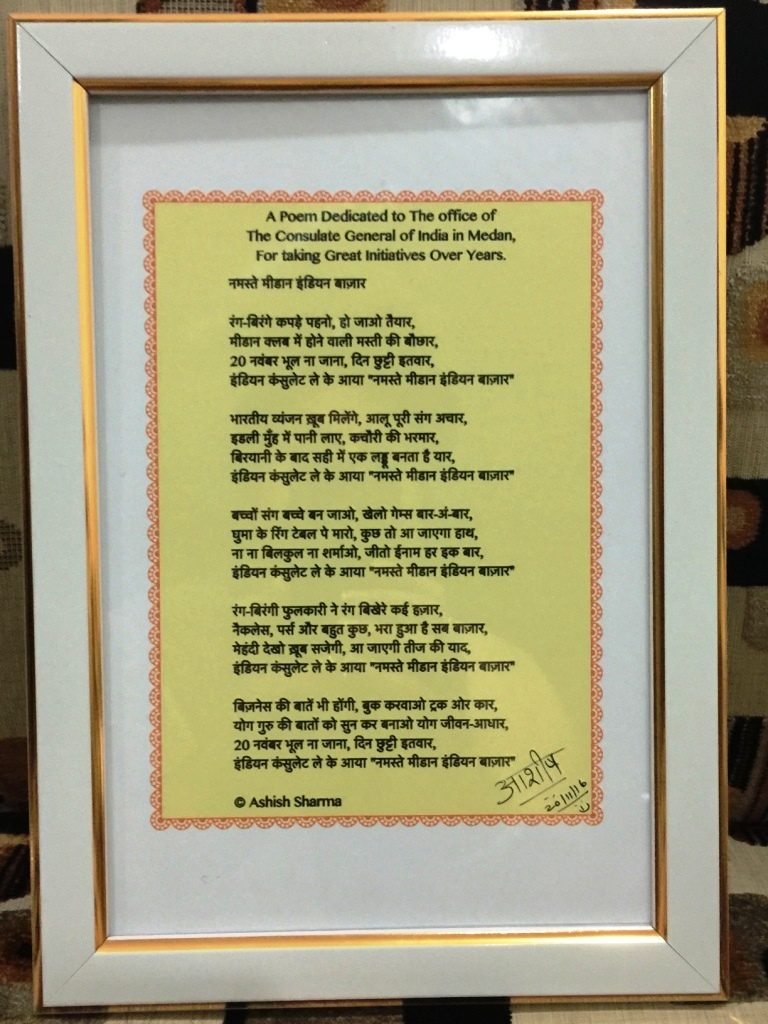 A Poem Dedicated to The office of
The Consulate General of India in Medan,
For taking Great Initiatives Over Years.
नमस्ते मीडान इंडियन बाज़ार
रंग-बिरंगे कपड़े पहनो, हो जाओ तैयार,
मीडान क्लब में होने वाली मस्ती की बौछार,
20 नवंबर भूल ना जाना, दिन छुट्टी इतवार,
इंडियन कंसुलेट ले के आया "नमस्ते मीडान इंडियन बाज़ार"
भारतीय व्यंजन ख़ूब मिलेंगे, आलू पूरी संग अचार,
इडली मुँह में पानी लाए, कचौरी की भरमार,
बिरयानी के बाद सही में एक लड्डू बनता है यार,
इंडियन कंसुलेट ले के आया "नमस्ते मीडान इंडियन बाज़ार"
बच्चों संग बच्चे बन जाओ, खेलो गेम्स बार-अं-बार,
घुमा के रिंग टेबल पे मारो, कुछ तो आ जाएगा हाथ,
ना ना बिलकुल ना शर्माओ, जीतो ईनाम हर इक बार,
इंडियन कंसुलेट ले के आया "नमस्ते मीडान इंडियन बाज़ार"
रंग-बिरंगी फुलकारी ने रंग बिखेरे कई हज़ार,
नैकलेस, पर्स और बहुत कुछ, भरा हुआ है सब बाज़ार,
मेहंदी देखो ख़ूब सजेगी, आ जाएगी तीज की याद,
इंडियन कंसुलेट ले के आया "नमस्ते मीडान इंडियन बाज़ार"
बिज़नेस की बातें भी होंगी, बुक करवाओ ट्रक ओर कार,
योग गुरु की बातों को सुन कर बनाओ योग जीवन-आधार,
20 नवंबर भूल ना जाना, दिन छुट्टी इतवार,
इंडियन कंसुलेट ले के आया "नमस्ते मीडान इंडियन बाज़ार"
आशीष
20/11/16
© Ashish Sharma